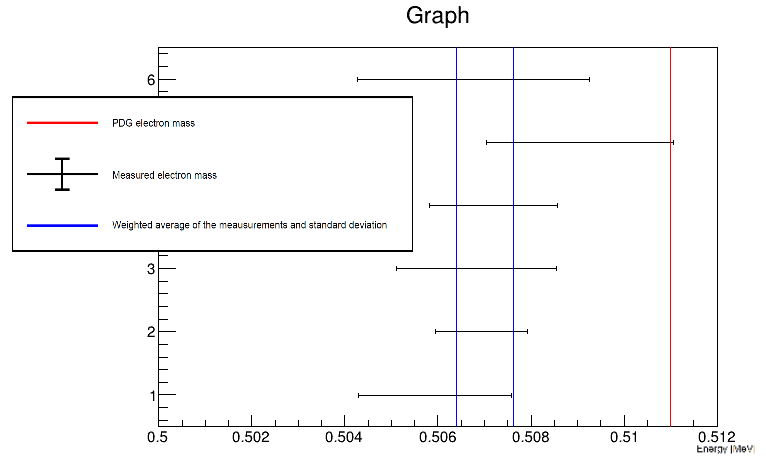 Graph
6
PDG electron mass
Measured electron mass
Weighted average of the meausurements and standard deviation
3
2
1
0.5 0.502 0.504 0.506 0.508 0.51 0.512
Energy [MeV]